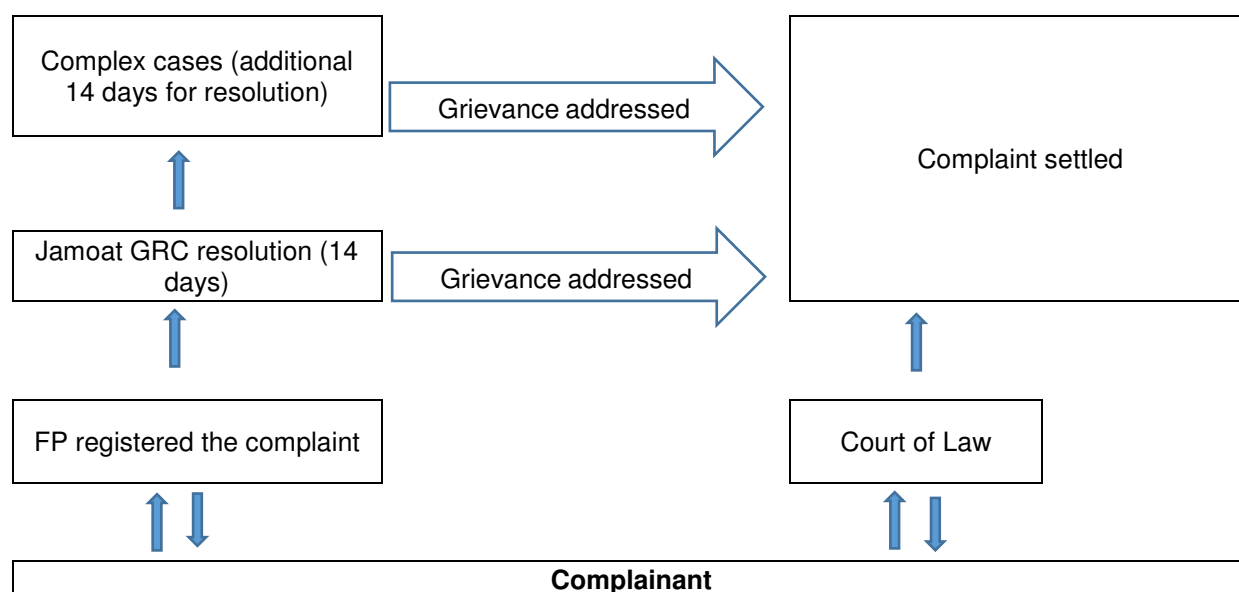 Complex cases (additional
14 days for resolution)
Grievance addressed
Complaint settled
Jamoat GRC resolution (14
days)
Grievance addressed
FP registered the complaint
Court of Law
Complainant